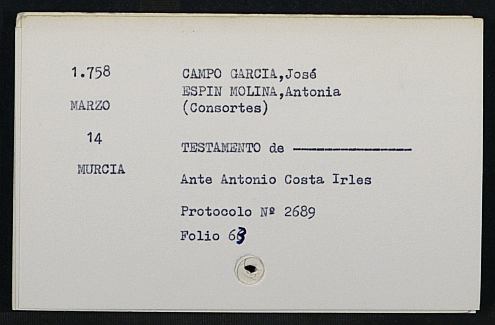 1.758
MARZO
14
MURCIA
CAMPO GARCIA,José
ESPIN MOLINA,Antonia
(Consortes)
TESTAMENTO de ----------------
Ante Antonio Costa Irles
Protocolo Nº 2689
Folio 63